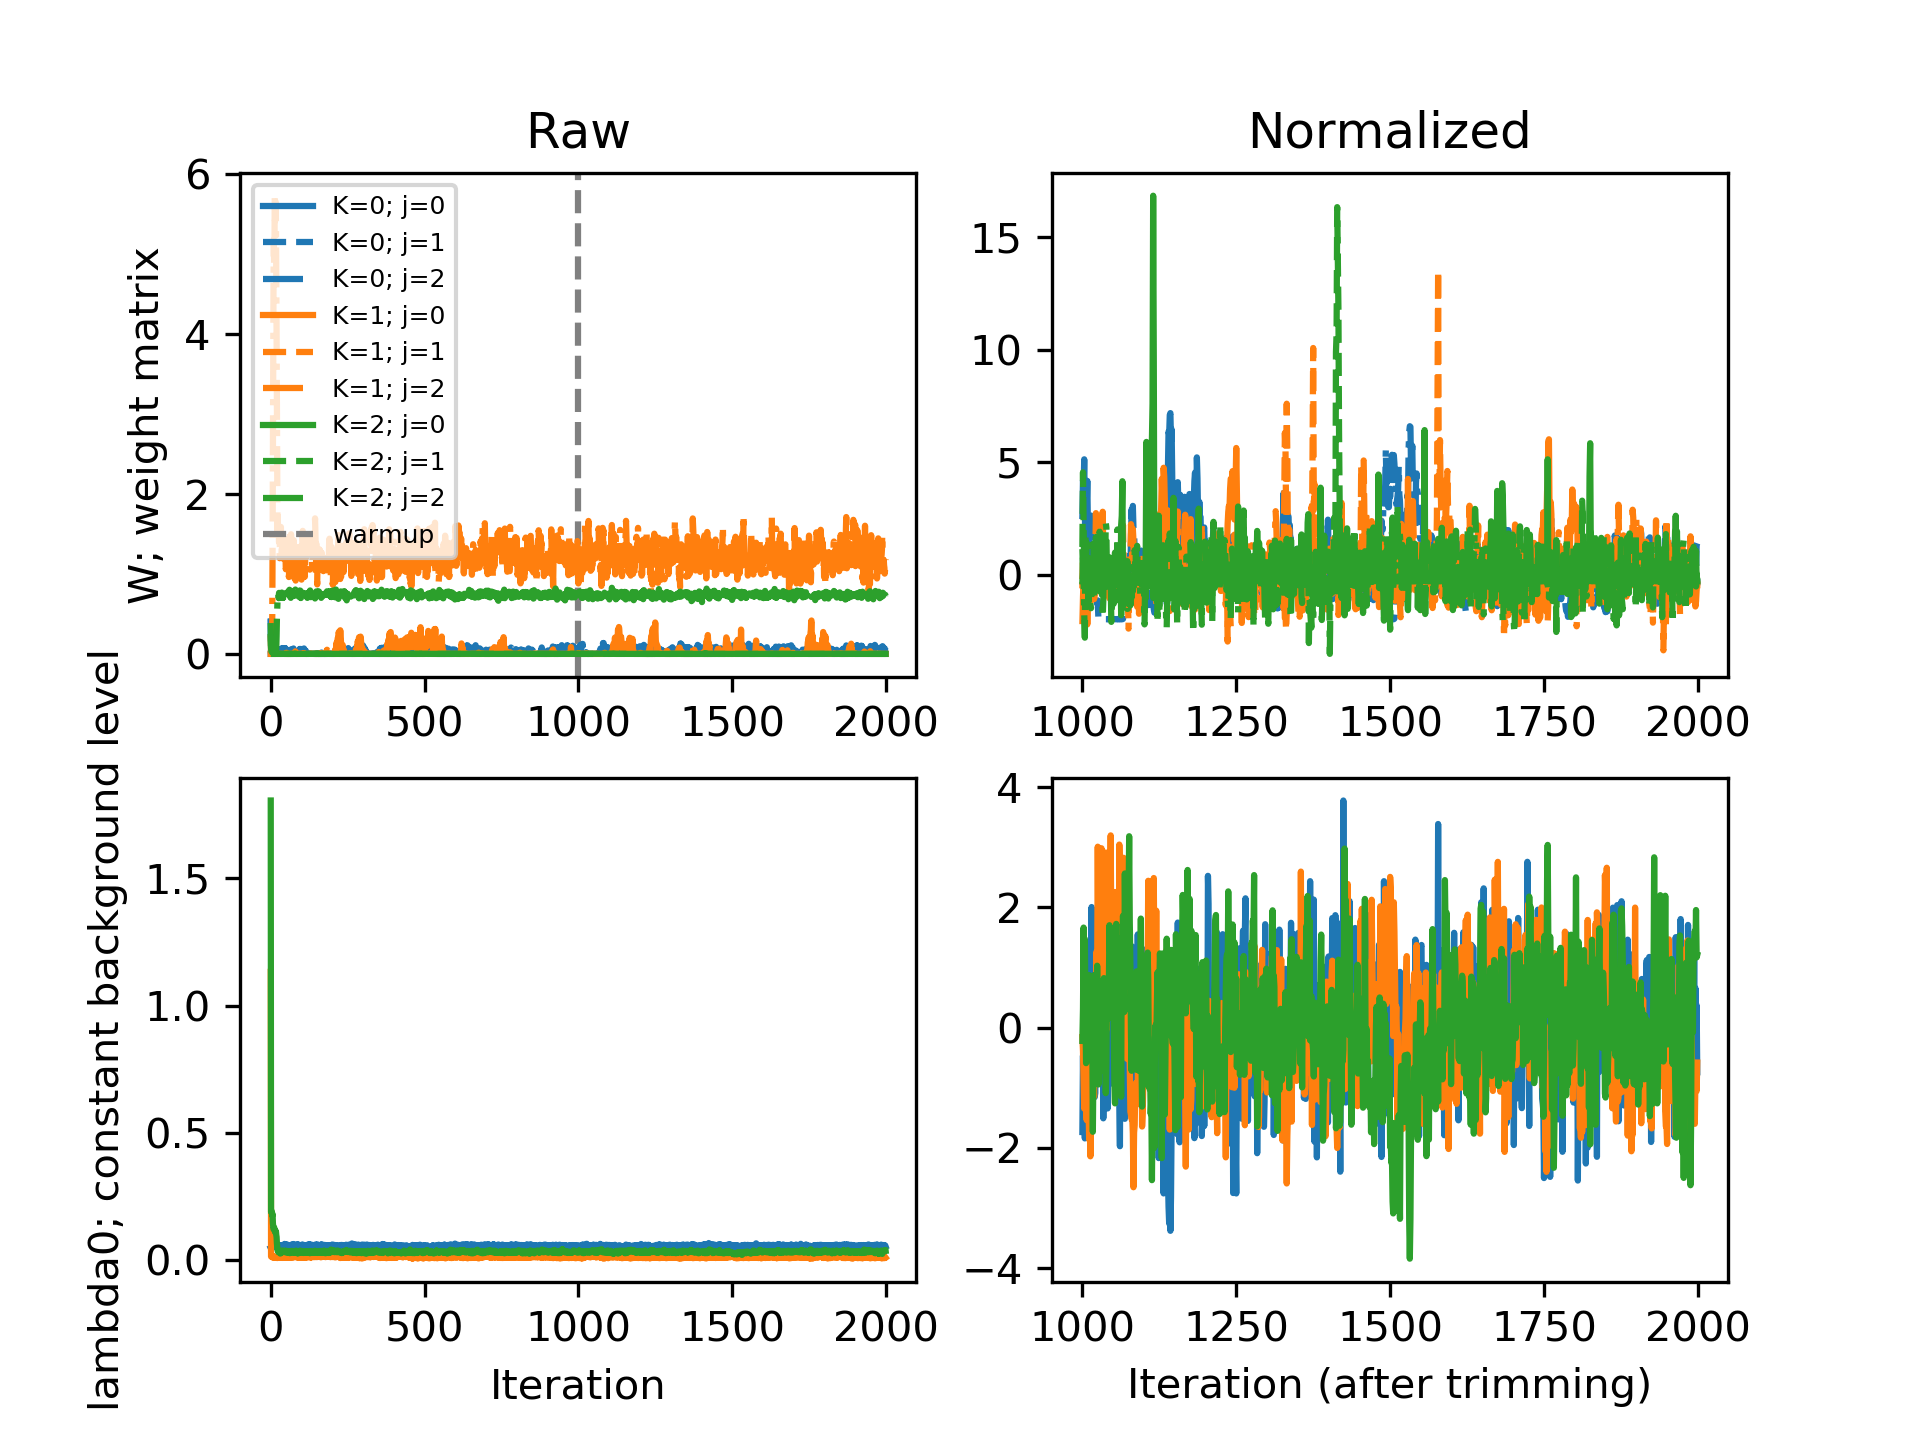 Raw
Normalized
W; weight matrix
6
4
2
0
K=0; j=0
K=0; j=1
K=0; j=2
K=1; j=0
K=1; j=1
K=1; j=2
K=2; j=0
K=2; j=1
K=2; j=2
warmup
0 500 1000 1500 2000
15
10
5
0
1000 1250 1500 1750 2000
lambda0; constant background level
1.5
1.0
0.5
0.0
0 500 1000 1500 2000
Iteration
4
2
0
−2
−4
1000 1250 1500 1750 2000
Iteration (after trimming)